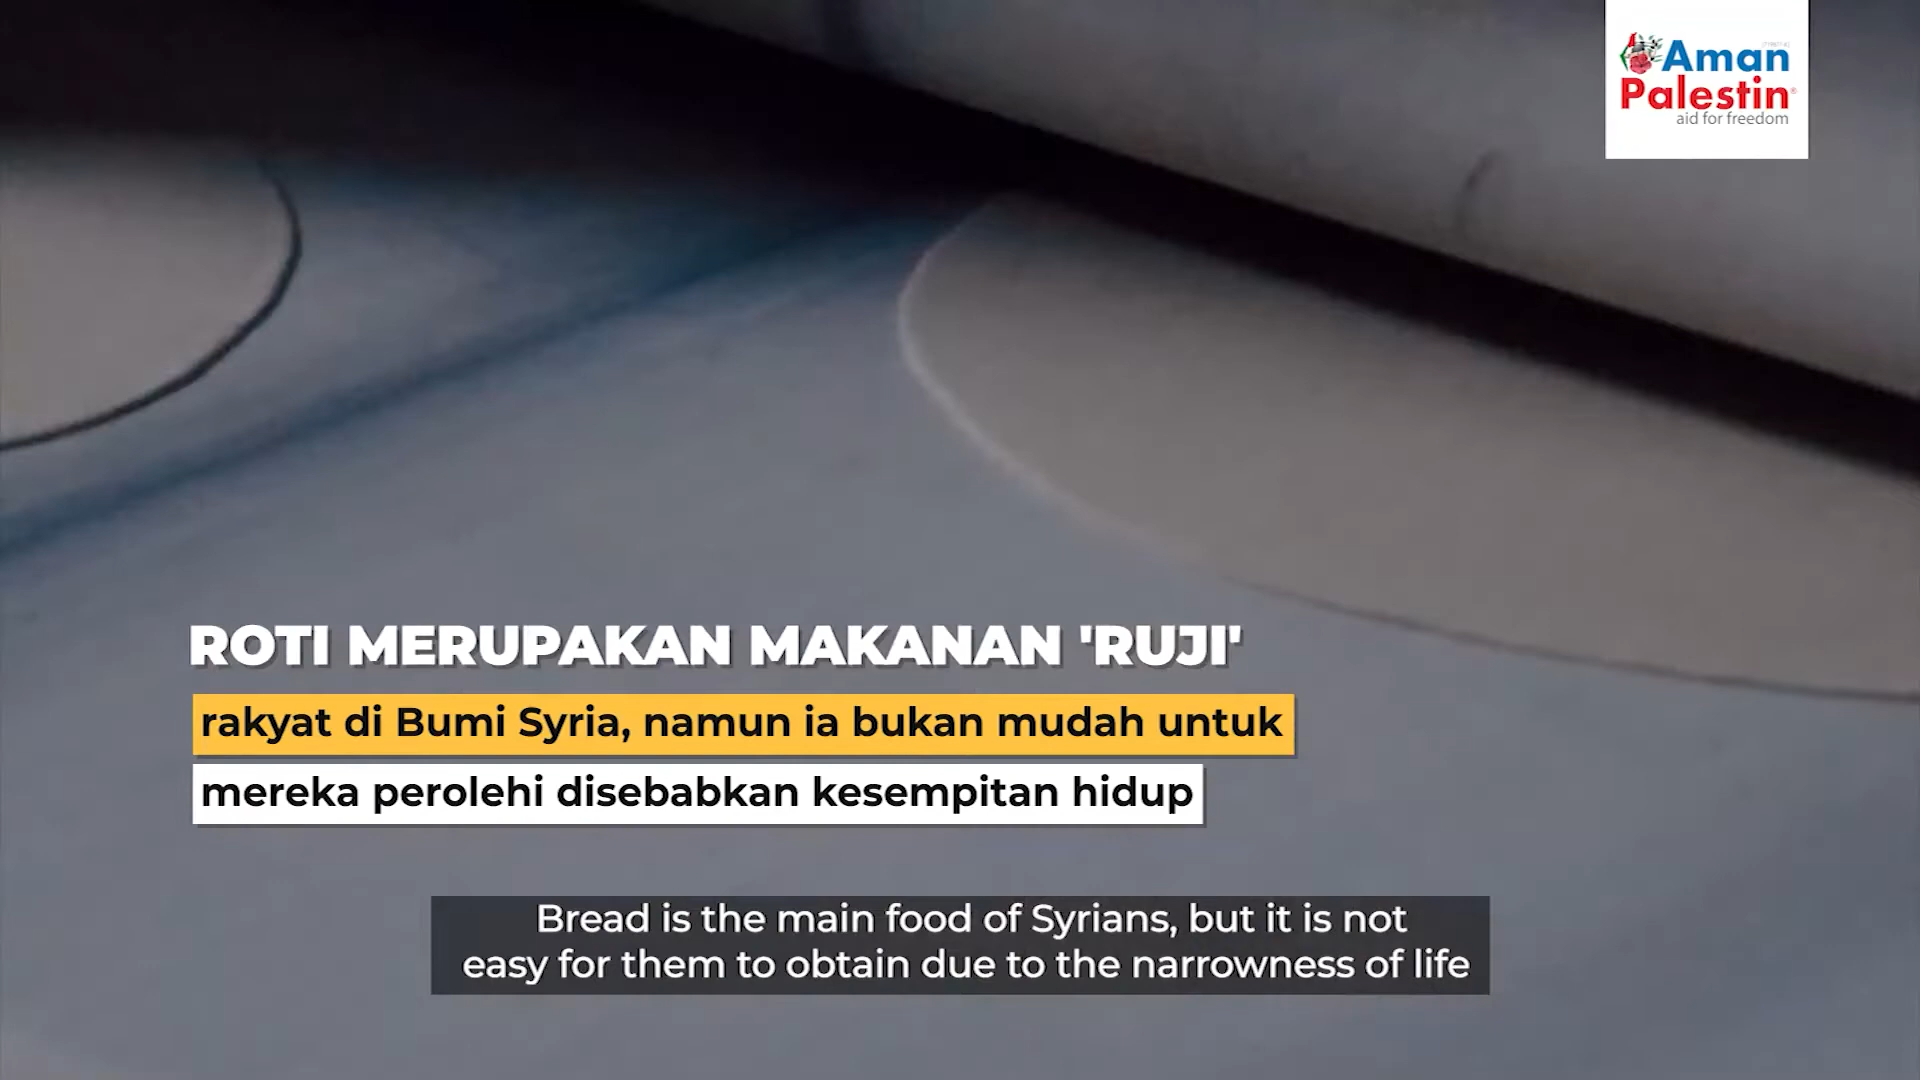 Aman
Palestin
aid for freedom
ROTI MERUPAKAN MAKANAN 'RUJI'
rakyat di Bumi Syria, namun ia bukan mudah untuk
mereka perolehi disebabkan kesempitan hidup
Bread is the main food of Syrians, but it is not
easy for them to obtain due to the narrowness of life